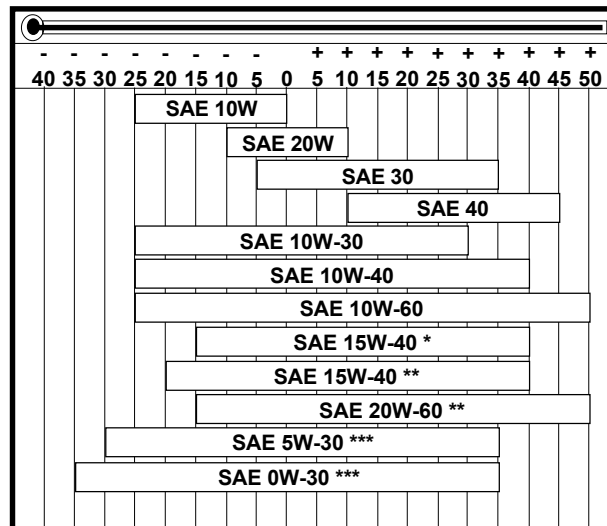 - - - - - - - - + + + + + + + + + +
40 35 30 25 20 15 10 5 0 5 10 15 20 25 30 35 40 45 50
SAE 10W
SAE 20W
SAE 30
SAE 40
SAE 10W-30
SAE 10W-40
SAE 10W-60
SAE 15W-40 *
SAE 15W-40 **
SAE 20W-60 **
SAE 5W-30 ***
SAE 0W-30 ***